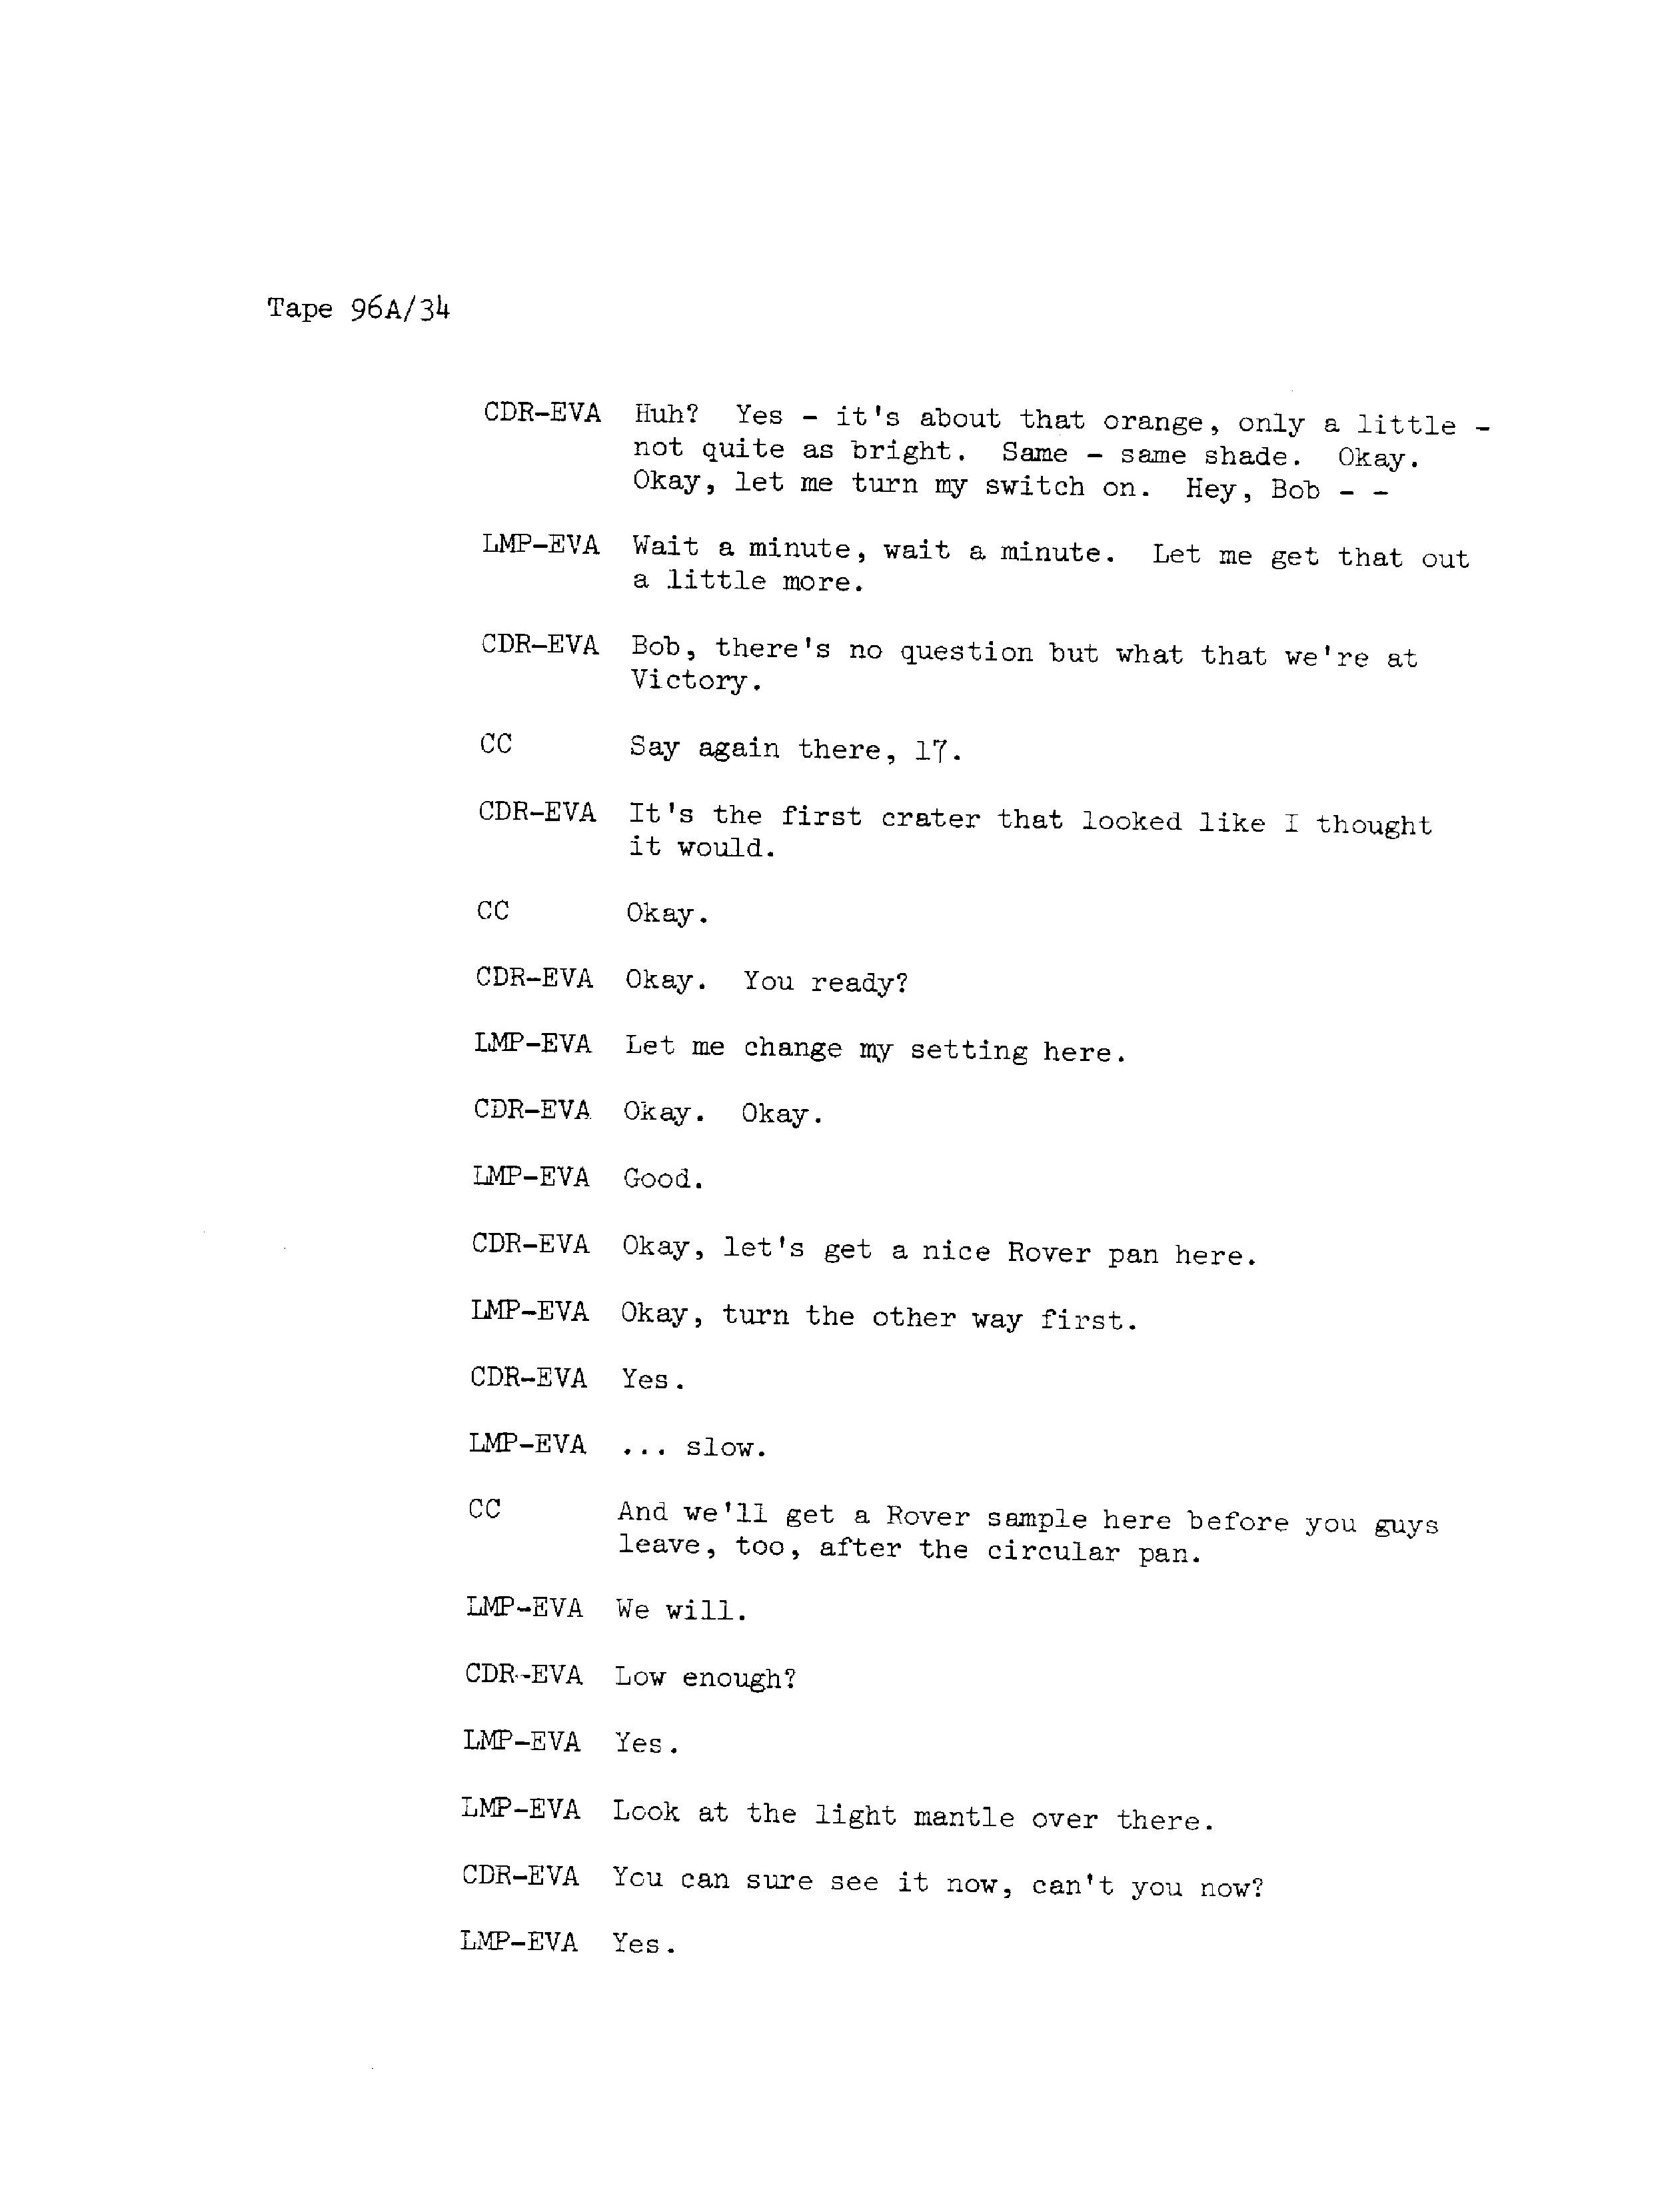 Tape 96A/34
CDR-EVA Huh? Yes - it's about that orange, only a little -
not quite as bright. Same - same shade. Okay.
Okay, let me turn my switch on. Hey, Bob - -
LMP-EVA Wait a minute, wait a minute. Let me get that out
a little more.
CDR-EVA Bob, there's no question but what that we're at
Victory.
CC Say again there, 17.
CDR-EVA It's the first crater that looked like I thought
it would.
CC Okay.
CDR-EVA Okay. You ready?
LMP-EVA Let me change my setting here.
CDR-EVA Okay. Okay.
LMP-EVA Good.
CDR-EVA Okay, let's get a nice Rover pan here.
LMP-EVA Okay, turn the other way first.
CDR-EVA Yes.
LMP-EVA ... slow.
CC And we'll get a Rover sample here before you guys
leave, too, after the circular pan.
LMP-EVA We will.
CDR-EVA Low enough?
LMP-EVA Yes.
LMP-EVA Look at the light mantle over there.
CDR-EVA You can sure see it now, can't you now?
LMP-EVA Yes.